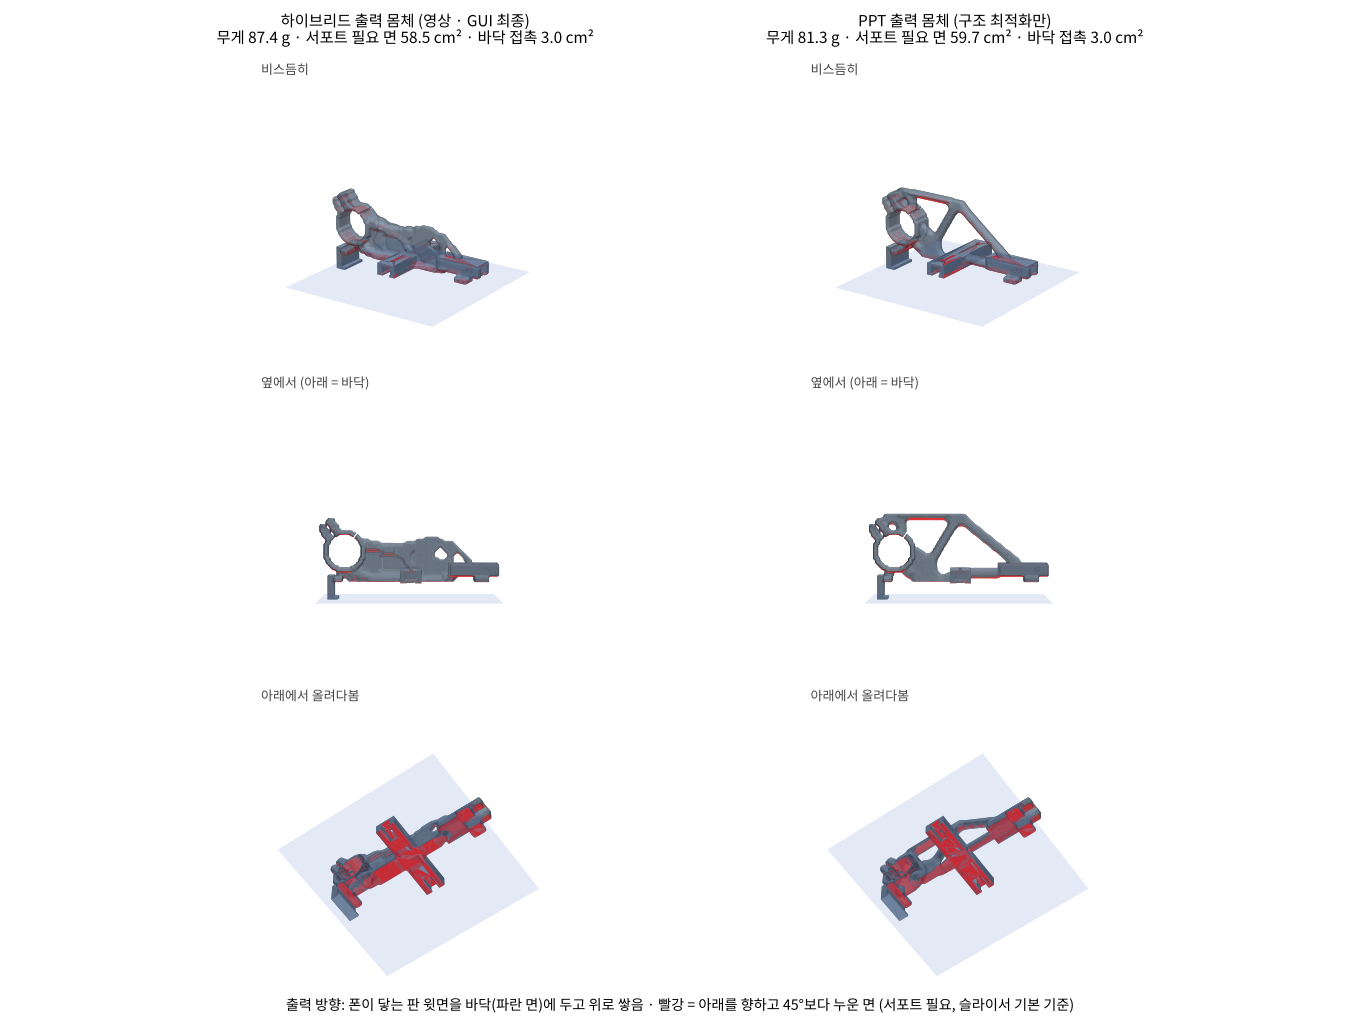 하이브리드 출력 몸체 (영상 · GUI 최종)
무게 87.4 g · 서포트 필요 면 58.5 cm² · 바닥 접촉 3.0 cm²
비스듬히
옆에서 (아래 = 바닥)
아래에서 올려다봄
PPT 출력 몸체 (구조 최적화만)
무게 81.3 g · 서포트 필요 면 59.7 cm² · 바닥 접촉 3.0 cm²
비스듬히
옆에서 (아래 = 바닥)
아래에서 올려다봄
출력 방향: 폰이 닿는 판 윗면을 바닥(파란 면)에 두고 위로 쌓음 · 빨강 = 아래를 향하고 45°보다 누운 면 (서포트 필요, 슬라이서 기본 기준)